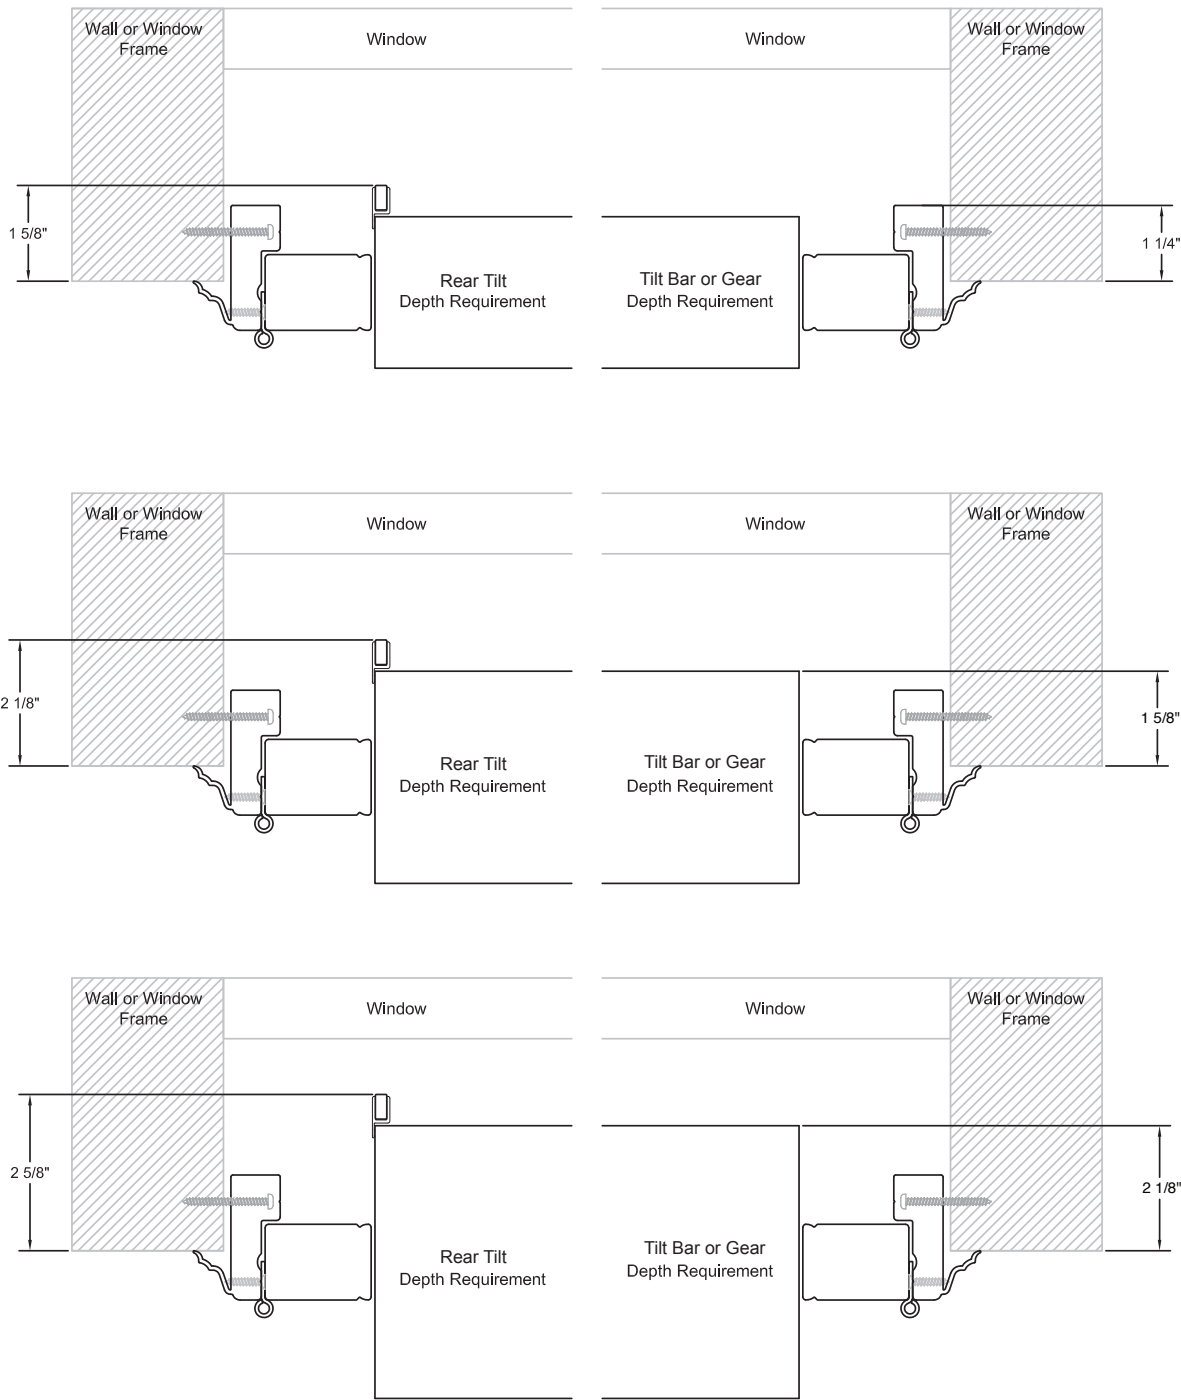 Wall or Window
Frame
Window
Window
Wall or Window
Frame
1 5/8"
1 1/4"
Rear Tilt
Depth Requirement
Tilt Bar or Gear
Depth Requirement
Wall or Window
Frame
Window
Window
Wall or Window
Frame
2 1/8"
1 5/8"
Rear Tilt
Depth Requirement
Tilt Bar or Gear
Depth Requirement
Wall or Window
Frame
Window
Window
Wall or Window
Frame
2 5/8"
2 1/8"
Rear Tilt
Depth Requirement
Tilt Bar or Gear
Depth Requirement